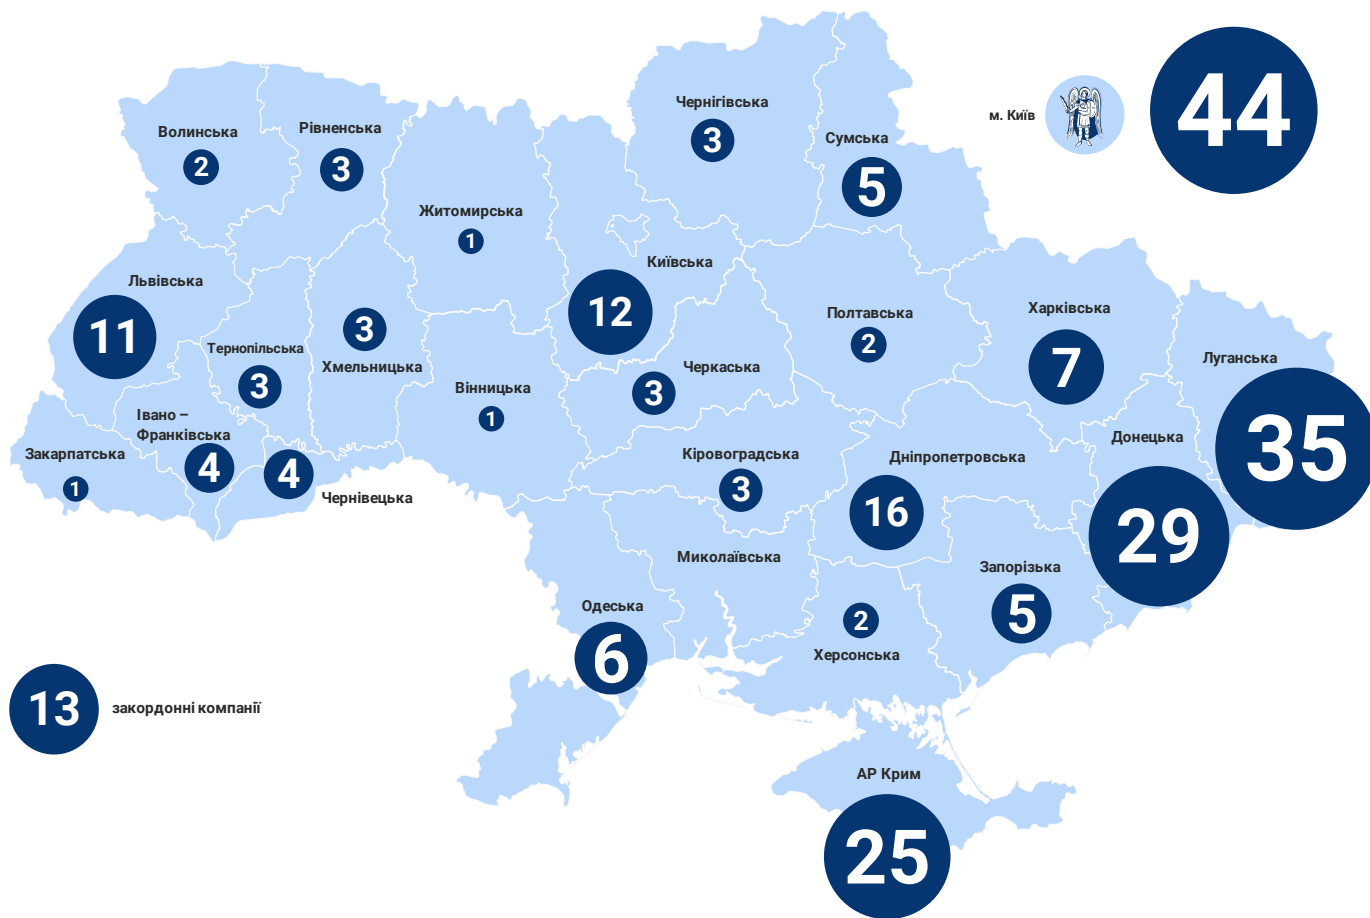 44
м. Київ
Чернігівська
3
Сумська
5
Волинська
2
Рівненська
3
Житомирська
1
Київська
12
Львівська
11
Тернопільська
3
3
Хмельницька
Вінницька
1
Черкаська
3
Полтавська
2
Харківська
7
Луганська
35
Донецька
29
Івано –
Франківська
4
Закарпатська
1
4
Чернівецька
Кіровоградська
3
Дніпропетровська
16
Миколаївська
Запорізька
5
Одеська
6
2
Херсонська
13
закордонні компанії
АР Крим
25